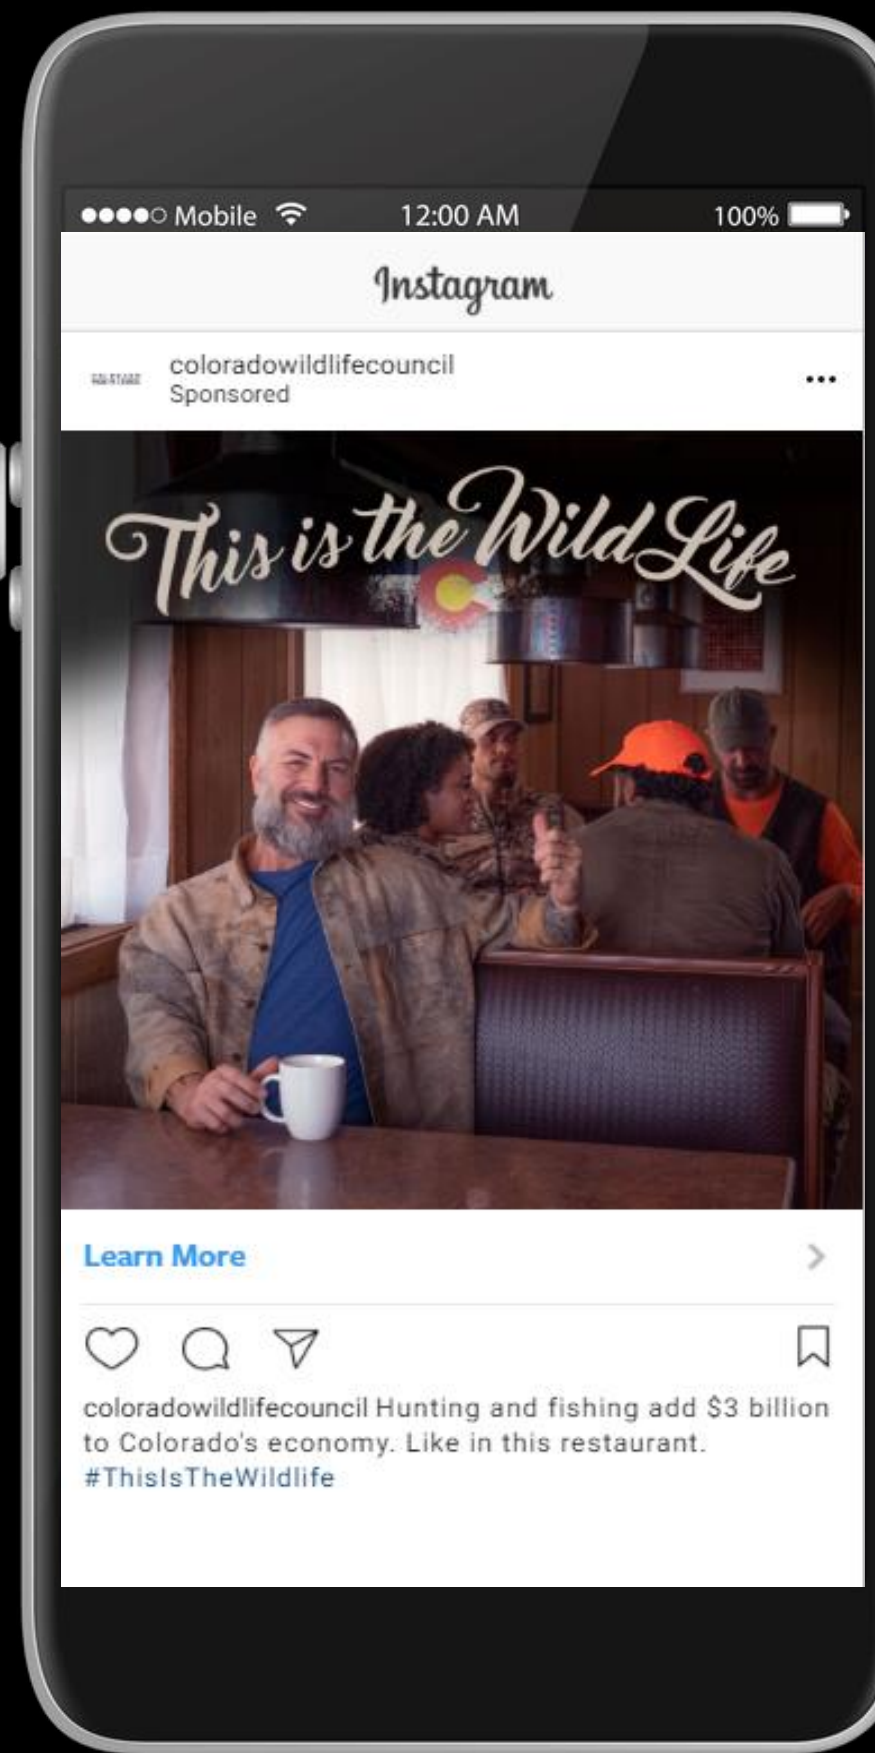 Mobile 12:00 AM 100%
Instagram
coloradowildlifecouncil
Sponsored
This is the Wild Life
Learn More
coloradowildlifecouncil Hunting and fishing add $3 billion
to Colorado's economy. Like in this restaurant.
#ThisIsTheWildlife